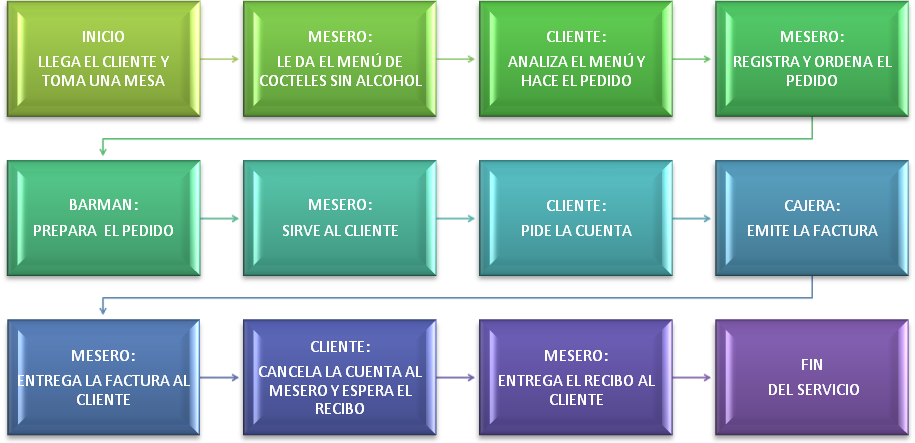 INICIO
LLEGA EL CLIENTE Y
TOMA UNA MESA
MESERO:
LE DA EL MENÚ DE
COCTELES SIN ALCOHOL
CLIENTE:
ANALIZA EL MENÚ Y
HACE EL PEDIDO
MESERO:
REGISTRA Y ORDENA EL
PEDIDO
BARMAN:
PREPARA EL PEDIDO
MESERO:
SIRVE AL CLIENTE
CLIENTE:
PIDE LA CUENTA
CAJERA:
EMITE LA FACTURA
MESERO:
ENTREGA LA FACTURA AL
CLIENTE
CLIENTE:
CANCELA LA CUENTA AL
MESERO Y ESPERA EL
RECIBO
MESERO:
ENTREGA EL RECIBO AL
CLIENTE
FIN
DEL SERVICIO